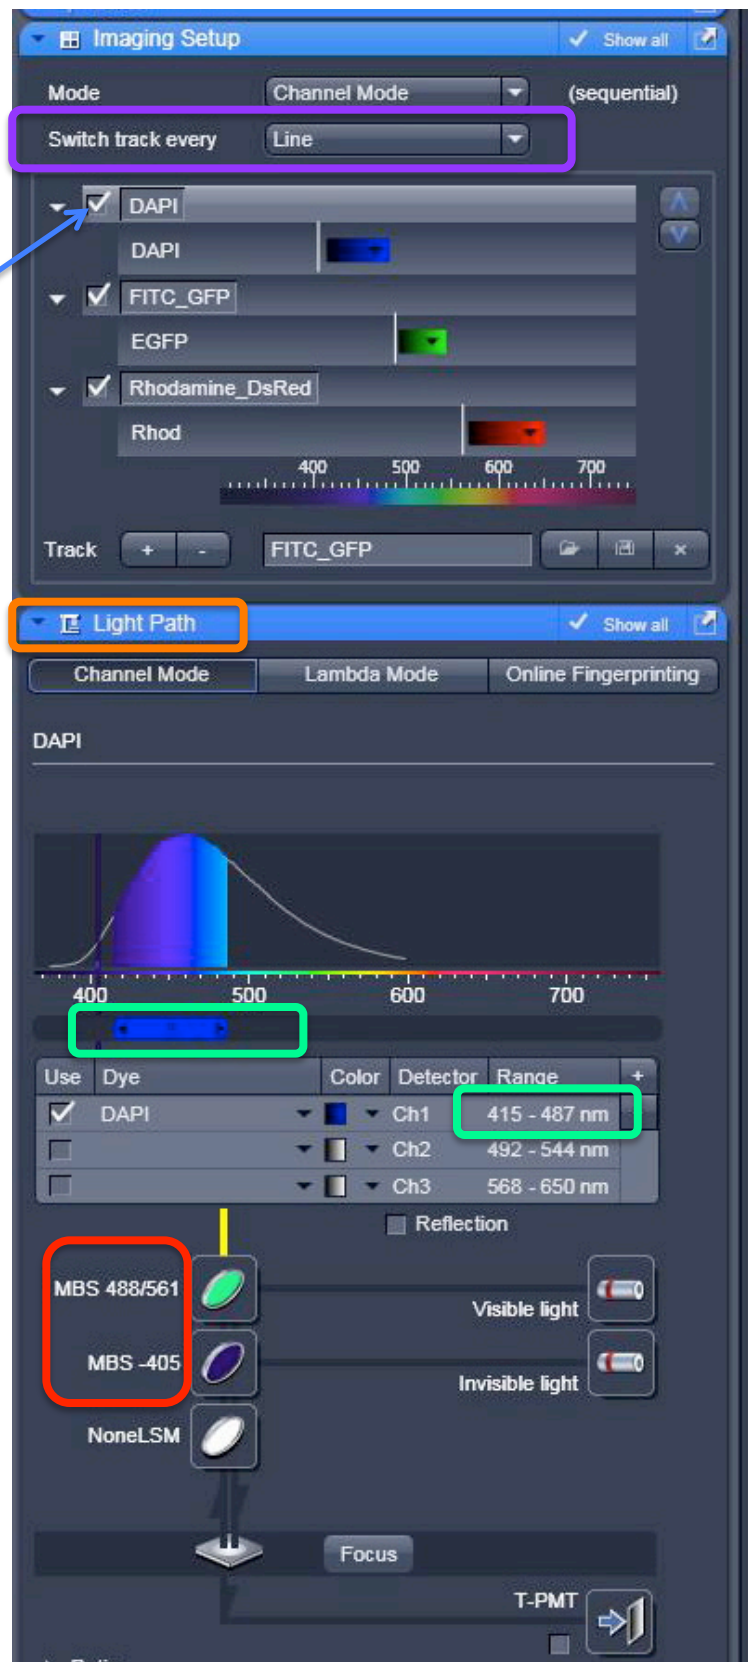 Imaging Setup Show all
Mode Channel Mode (sequential)
Switch track every Line
DAPI
DAPI
FITC_GFP
EGFP
Rhodamine_DsRed
Rhod
400 500 600 700
Track + - FITC_GFP
Light Path Show all
Channel Mode Lambda Mode Online Fingerprinting
DAPI
400 500 600 700
Use Dye Color Detector Range +
DAPI Ch1 415 - 487 nm
Ch2 492 - 544 nm
Ch3 568 - 650 nm
Reflection
MBS 488/561
Visible light
MBS -405
Invisible light
NoneLSM
Focus
T-PMT